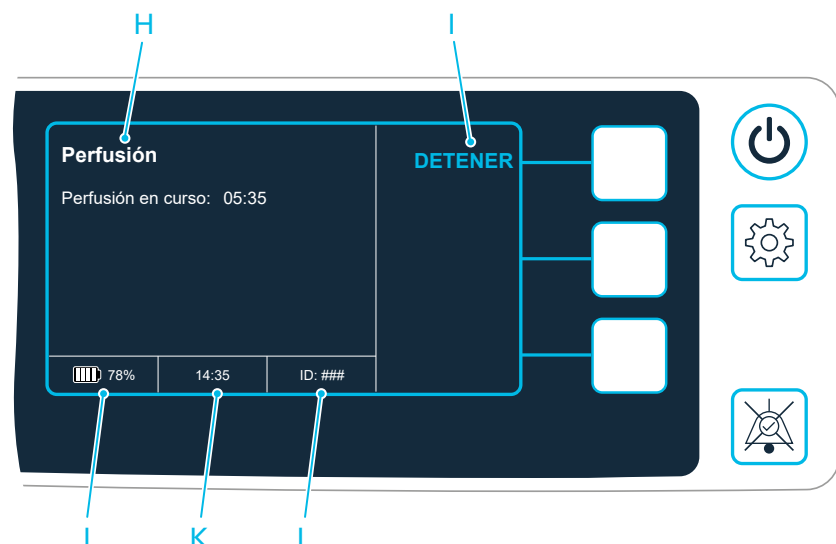 H I
Perfusión
DETENER
Perfusión en curso: 05:35
78% 14:35 ID: ###
K